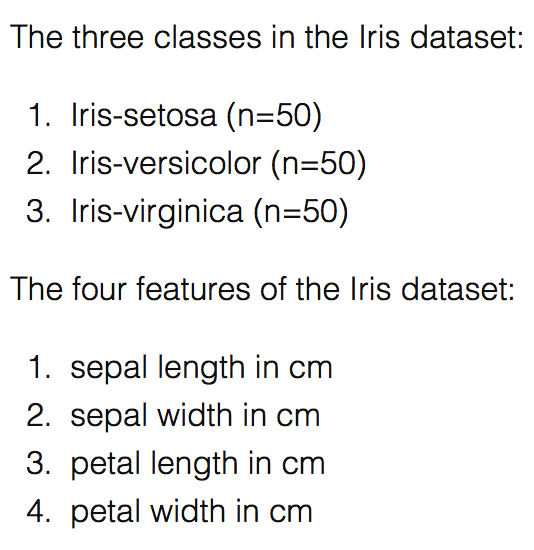 The three classes in the Iris dataset:
1. Iris-setosa (n=50)
2. Iris-versicolor (n=50)
3. Iris-virginica (n=50)
The four features of the Iris dataset:
1. sepal length in cm
2. sepal width in cm
3. petal length in cm
4. petal width in cm